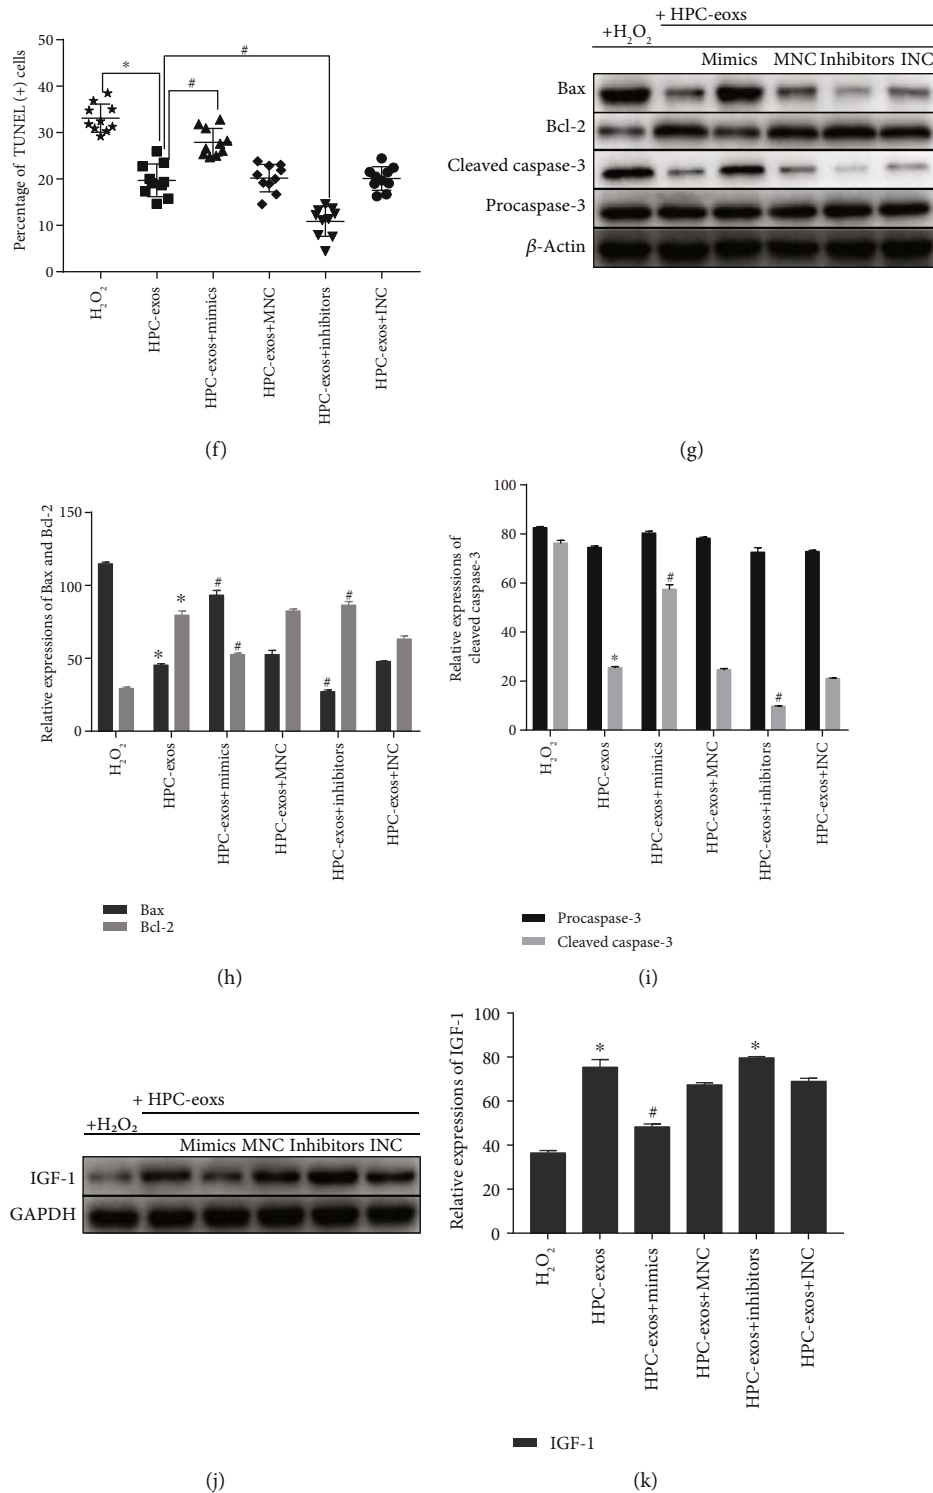 50
40
30
20
10
0
Percentage of TUNEL (+) cells
*
#
#
H₂O₂
HPC-exos
HPC-exos+mimics
HPC-exos+MNC
HPC-exos+inhibitors
HPC-exos+INC
(f)
+ HPC-eoxs
+H₂O₂
Mimics MNC Inhibitors INC
Bax
Bcl-2
Cleaved caspase-3
Procaspase-3
β-Actin
(g)
150
100
50
0
Relative expressions of Bax and Bcl-2
*
*
#
#
#
#
H₂O₂
HPC-exos
HPC-exos+mimics
HPC-exos+MNC
HPC-exos+inhibitors
HPC-exos+INC
Bax
Bcl-2
(h)
100
80
60
40
20
0
Relative expressions of
cleaved caspase-3
*
#
#
H₂O₂
HPC-exos
HPC-exos+mimics
HPC-exos+MNC
HPC-exos+inhibitors
HPC-exos+INC
Procaspase-3
Cleaved caspase-3
(i)
+ HPC-eoxs
+H₂O₂
Mimics MNC Inhibitors INC
IGF-1
GAPDH
(j)
100
80
60
40
20
0
Relative expressions of IGF-1
*
#
*
H₂O₂
HPC-exos
HPC-exos+mimics
HPC-exos+MNC
HPC-exos+inhibitors
HPC-exos+INC
IGF-1
(k)